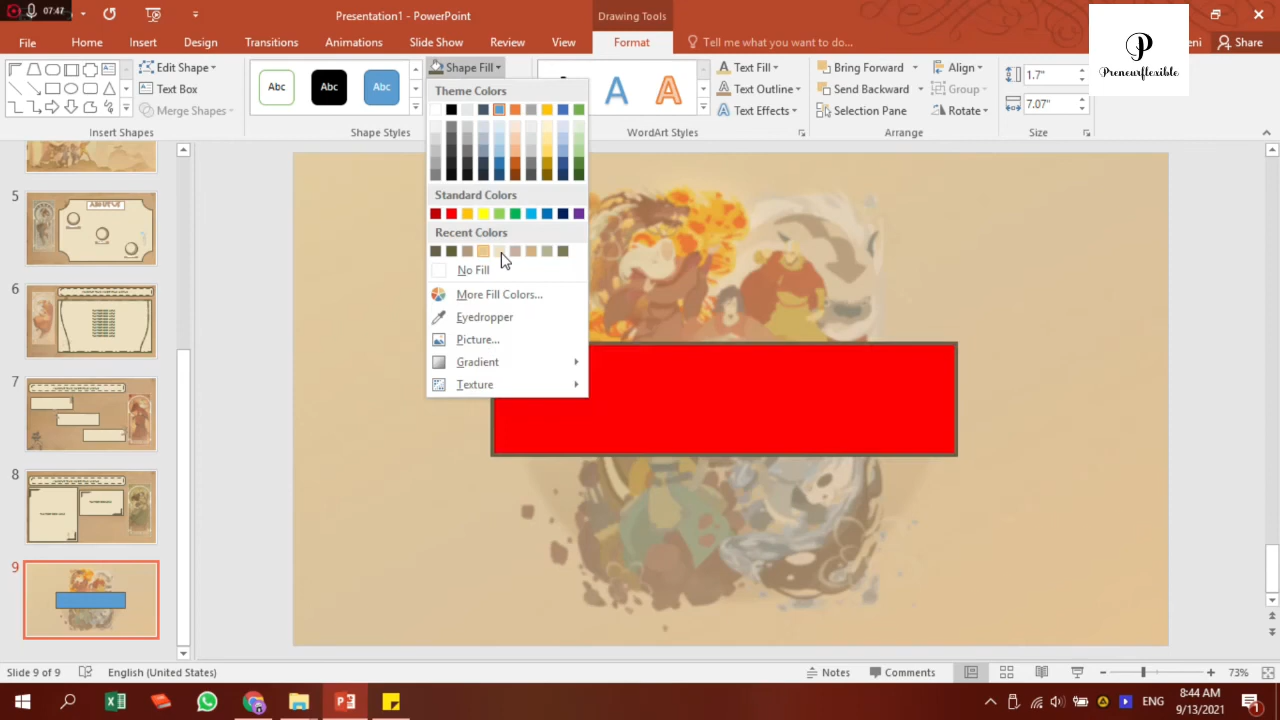 07:47
Presentation1 - PowerPoint
Drawing Tools
File Home Insert Design Transitions Animations Slide Show Review View Format Tell me what you want to do... Share
P
Preneurflexible
Edit Shape
Text Box
Merge Shapes
Insert Shapes
Abc Abc Abc
Shape Styles
Shape Fill
A A
WordArt Styles
Text Fill
Text Outline
Text Effects
Bring Forward
Send Backward
Selection Pane
Align
Group
Rotate
Arrange
1.7"
7.07"
Size
Theme Colors
Standard Colors
Recent Colors
No Fill
More Fill Colors...
Eyedropper
Picture...
Gradient
Texture
5
ABOUT US
6
7
8
9
Slide 9 of 9 English (United States) Notes Comments 73%
ENG
8:44 AM
9/13/2021
1